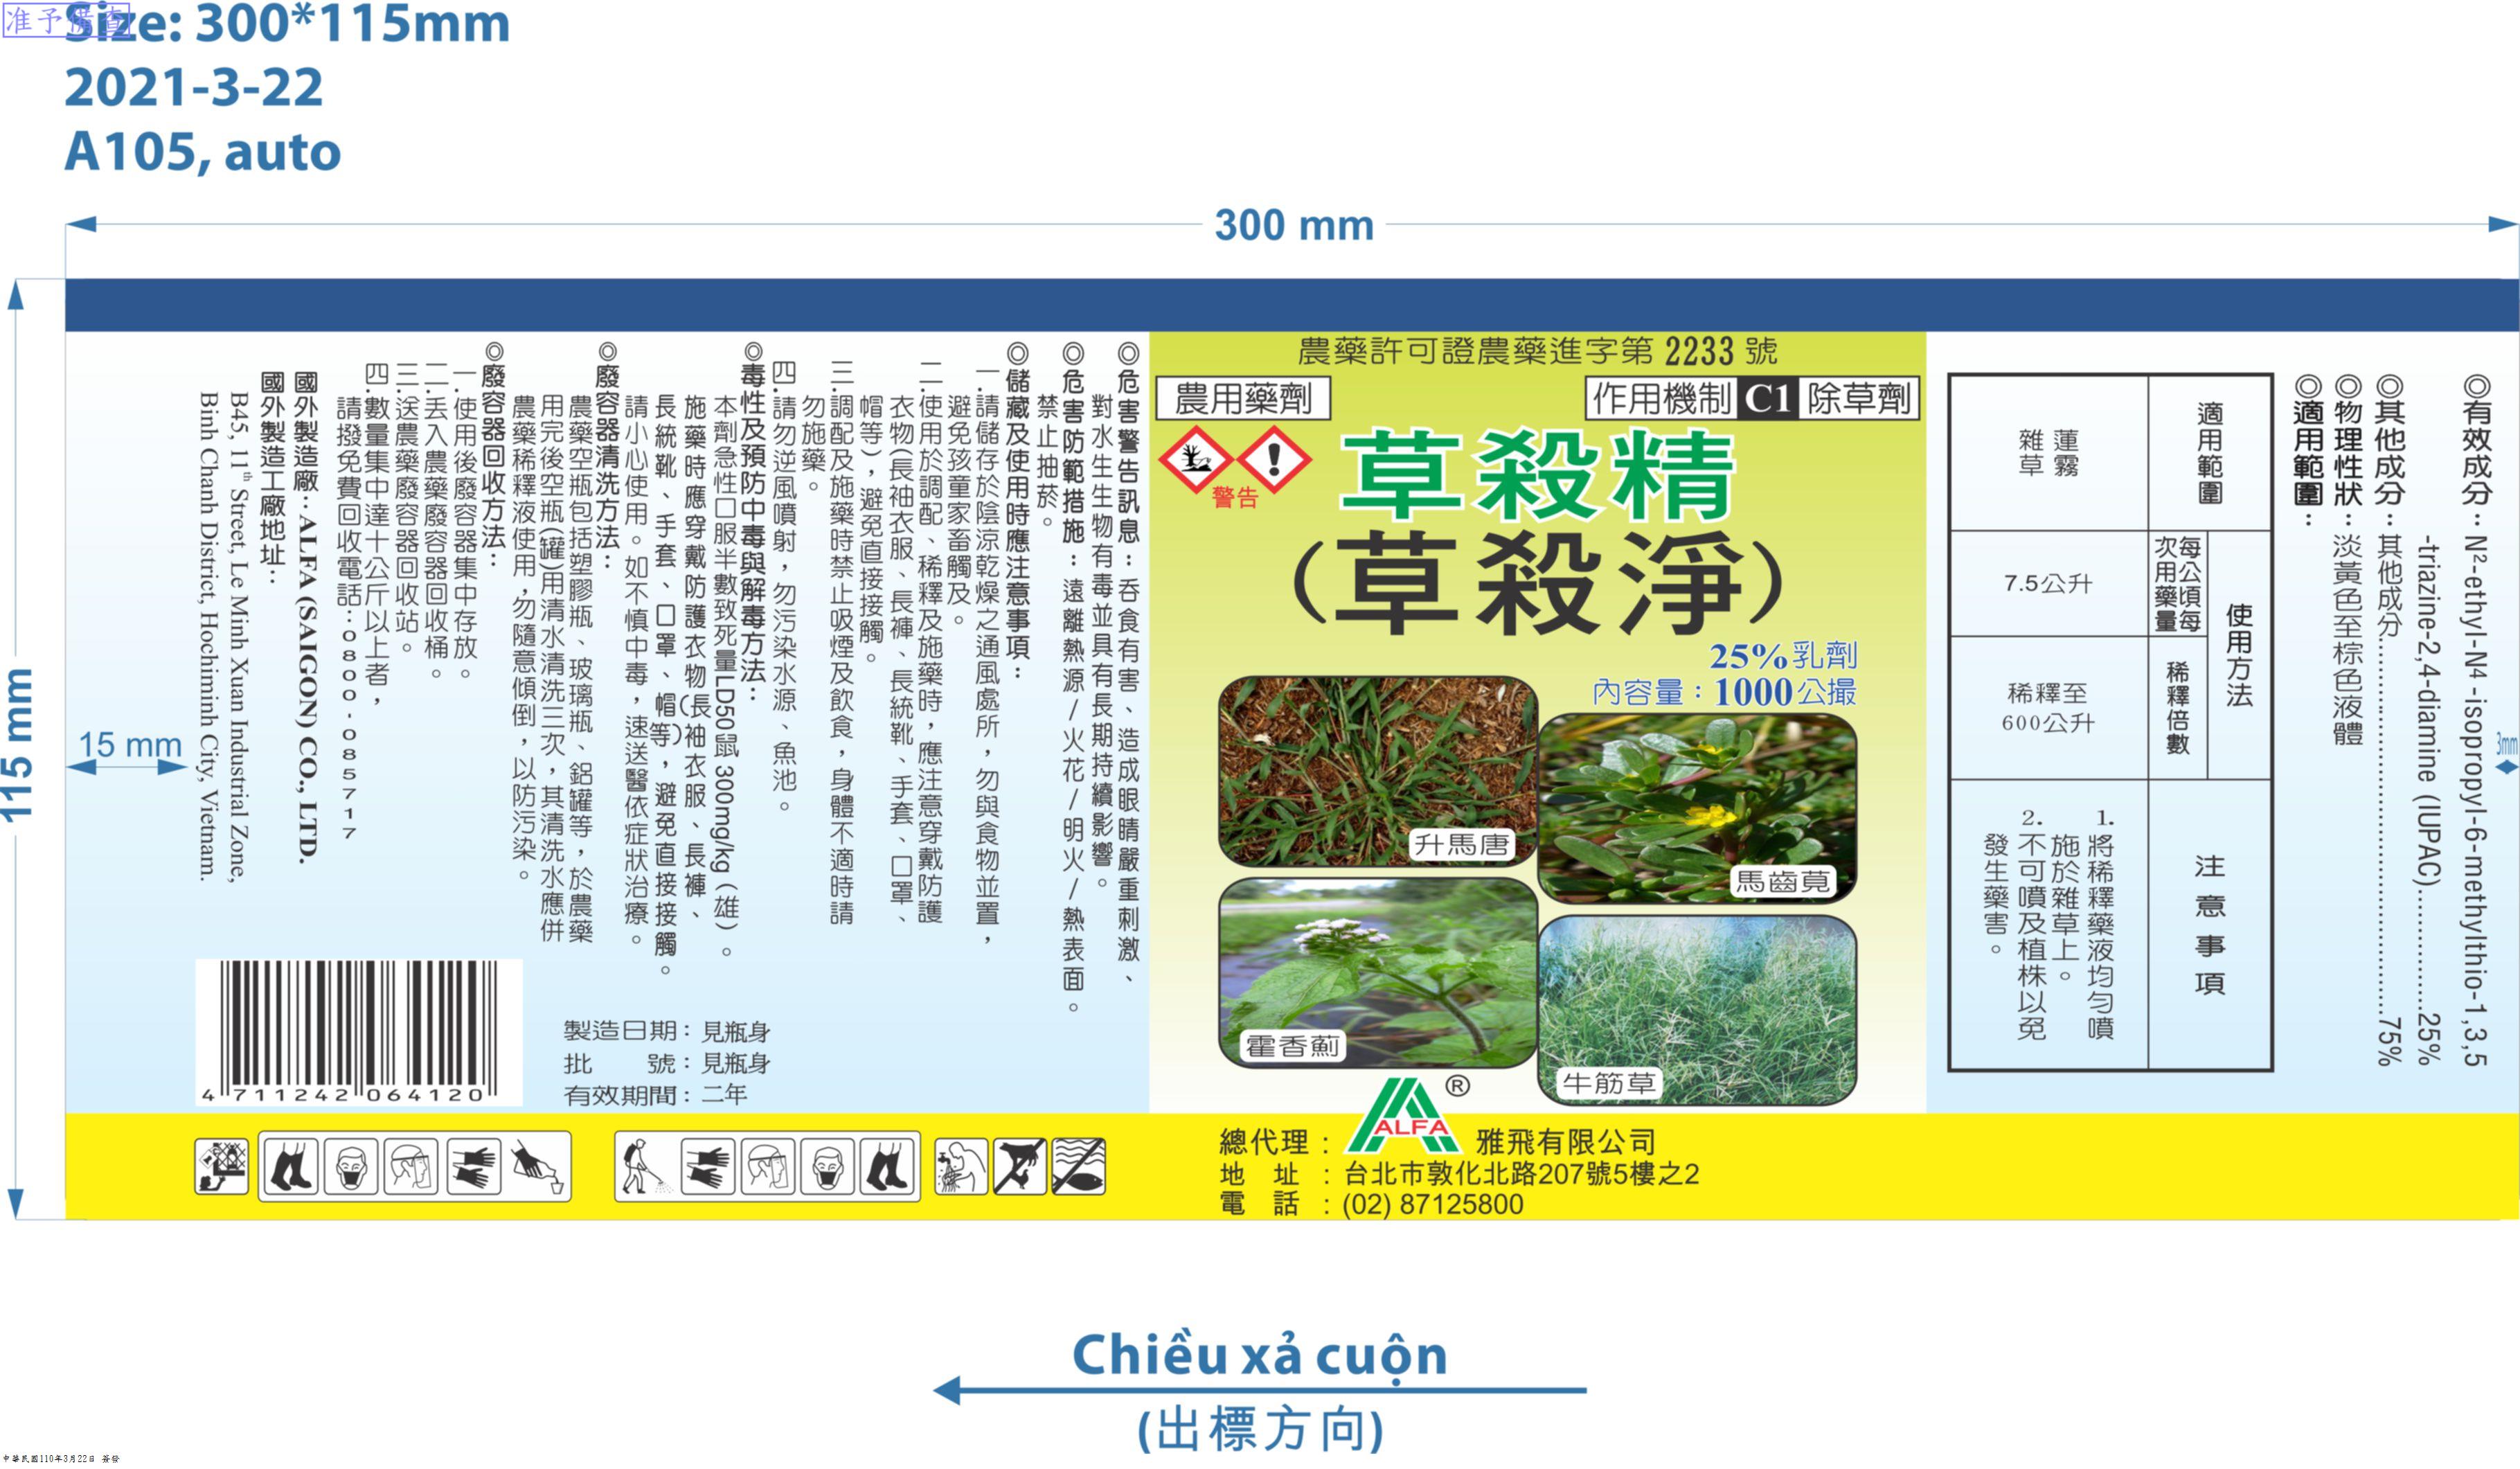 准予備查
Size: 300*115mm
2021-3-22
A105, auto
300 mm
115 mm
15 mm
3mm
◎有效成分：N²-ethyl-N4 -isopropyl-6-methylthio-1,3,5
-triazine-2,4-diamine (IUPAC)..............25%
◎其他成分：其他成分..............................75%
◎物理性狀：淡黃色至棕色液體
◎適用範圍：
適用範圍
使用方法
每公頃每
次用藥量
稀釋倍數
注意事項
蓮霧
雜草
7.5公升
稀釋至
600公升
1. 將稀釋藥液均勻噴
施於雜草上。
2. 不可噴及植株以免
發生藥害。
農藥許可證農藥進字第 2233 號
農用藥劑
作用機制 C1 除草劑
警告
草殺精
(草殺淨)
25%乳劑
內容量：1000公撮
升馬唐
馬齒莧
霍香薊
牛筋草
ALFA ®
總代理：雅飛有限公司
地 址：台北市敦化北路207號5樓之2
電 話：(02) 87125800
◎危害警告訊息：吞食有害、造成眼睛嚴重刺激、
對水生生物有毒並具有長期持續影響。
◎危害防範措施：遠離熱源/火花/明火/熱表面。
禁止抽菸。
◎儲藏及使用時應注意事項：
一.請儲存於陰涼乾燥之通風處所，勿與食物並置，
避免孩童家畜觸及。
二.使用於調配、稀釋及施藥時，應注意穿戴防護
衣物(長袖衣服、長褲、長統靴、手套、口罩、
帽等)，避免直接接觸。
三.調配及施藥時禁止吸煙及飲食，身體不適時請
勿施藥。
四.請勿逆風噴射，勿污染水源、魚池。
◎毒性及預防中毒與解毒方法：
本劑急性口服半數致死量LD50鼠 300mg/kg（雄）。
施藥時應穿戴防護衣物(長袖衣服、長褲、
長統靴、手套、口罩、帽等)，避免直接接觸。
請小心使用。如不慎中毒，速送醫依症狀治療。
◎廢容器清洗方法：
農藥空瓶包括塑膠瓶、玻璃瓶、鋁罐等，於農藥
用完後空瓶(罐)用清水清洗三次，其清洗水應併
農藥稀釋液使用，勿隨意傾倒，以防污染。
◎廢容器回收方法：
一.使用後廢容器集中存放。
二.丟入農藥廢容器回收桶。
三.送農藥廢容器回收站。
四.數量集中達十公斤以上者，
請撥免費回收電話：0800-085717
國外製造廠：ALFA (SAIGON) CO., LTD.
國外製造工廠地址：
B45, 11th Street, Le Minh Xuan Industrial Zone,
Binh Chanh District, Hochiminh City, Vietnam.
製造日期：見瓶身
批 號：見瓶身
有效期間：二年
4 711242 064120
Chiều xả cuộn
(出標方向)
中華民國110年3月22日 簽發